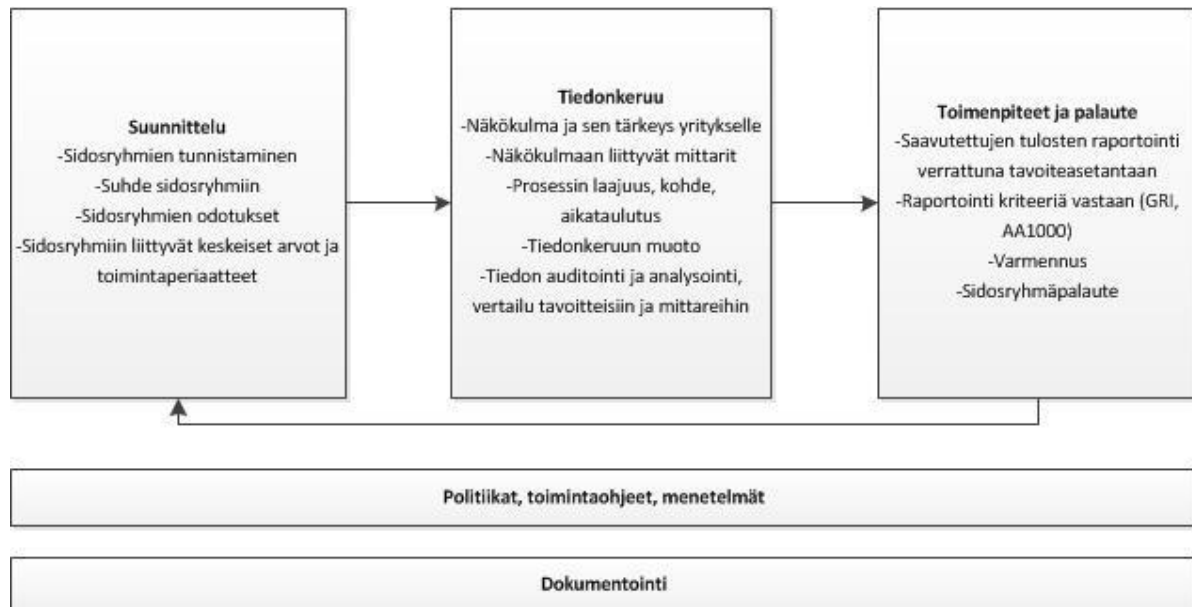 Suunnittelu
-Sidosryhmien tunnistaminen
-Suhde sidosryhmiin
-Sidosryhmien odotukset
-Sidosryhmiin liittyvät keskeiset arvot ja
toimintaperiaatteet
Tiedonkeruu
-Näkökulma ja sen tärkeys yritykselle
-Näkökulmaan liittyvät mittarit
-Prosessin laajuus, kohde,
aikataulutus
-Tiedonkeruun muoto
-Tiedon auditointi ja analysointi,
vertailu tavoitteisiin ja mittareihin
Toimenpiteet ja palaute
-Saavutettujen tulosten raportointi
verrattuna tavoiteasetantaan
-Raportointi kriteeriä vastaan (GRI,
AA1000)
-Varmennus
-Sidosryhmäpalaute
Politiikat, toimintaohjeet, menetelmät
Dokumentointi